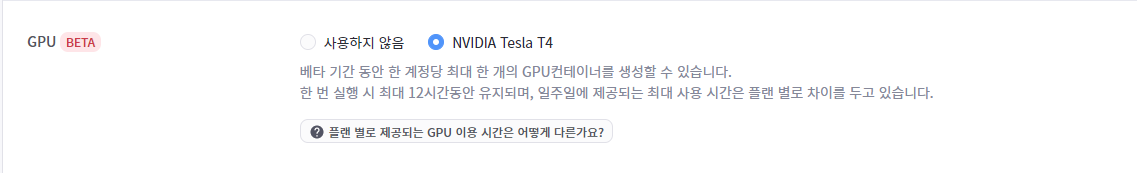 GPU BETA 사용하지 않음 NVIDIA Tesla T4
베타 기간 동안 한 계정당 최대 한 개의 GPU컨테이너를 생성할 수 있습니다.
한 번 실행 시 최대 12시간동안 유지되며, 일주일에 제공되는 최대 사용 시간은 플랜 별로 차이를 두고 있습니다.
플랜 별로 제공되는 GPU 이용 시간은 어떻게 다른가요?